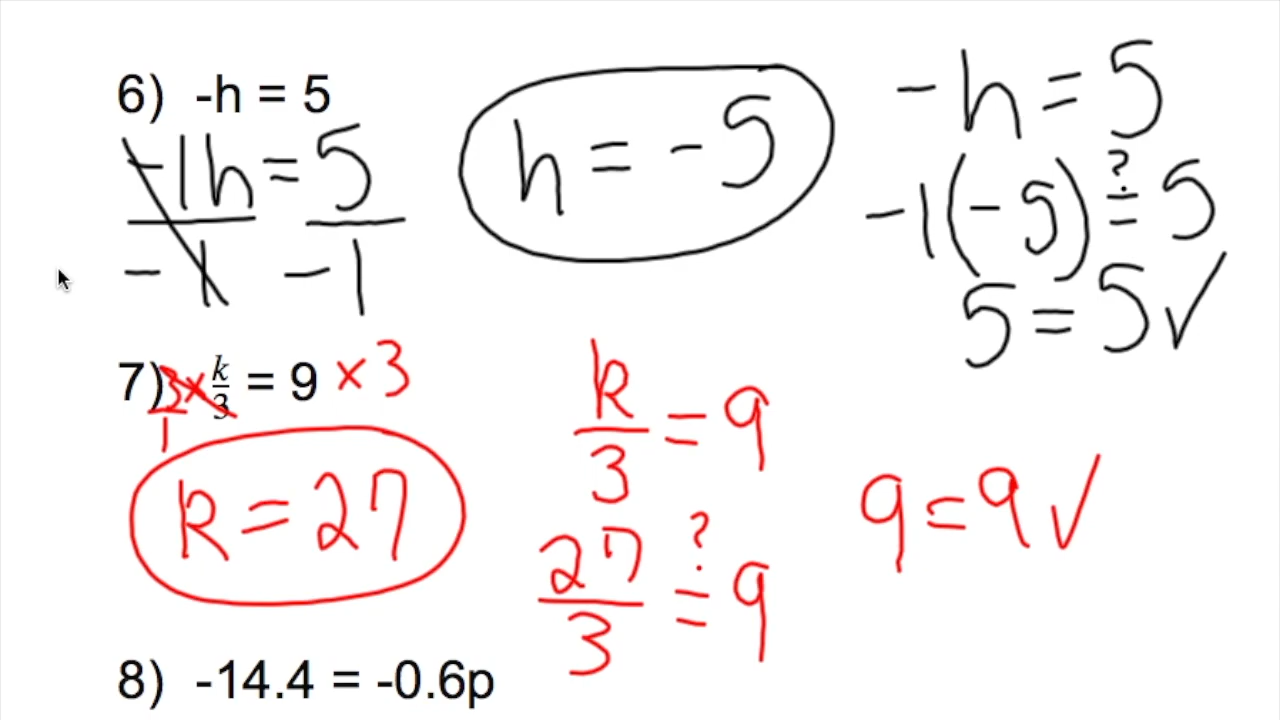 6) -h = 5
-1h = 5
-1 -1
h = -5
-h = 5
-1(-5) ≟ 5
5 = 5 ✓
7) 3/1 × k/3 = 9 × 3
k = 27
k/3 = 9
27/3 ≟ 9
9 = 9 ✓
8) -14.4 = -0.6p